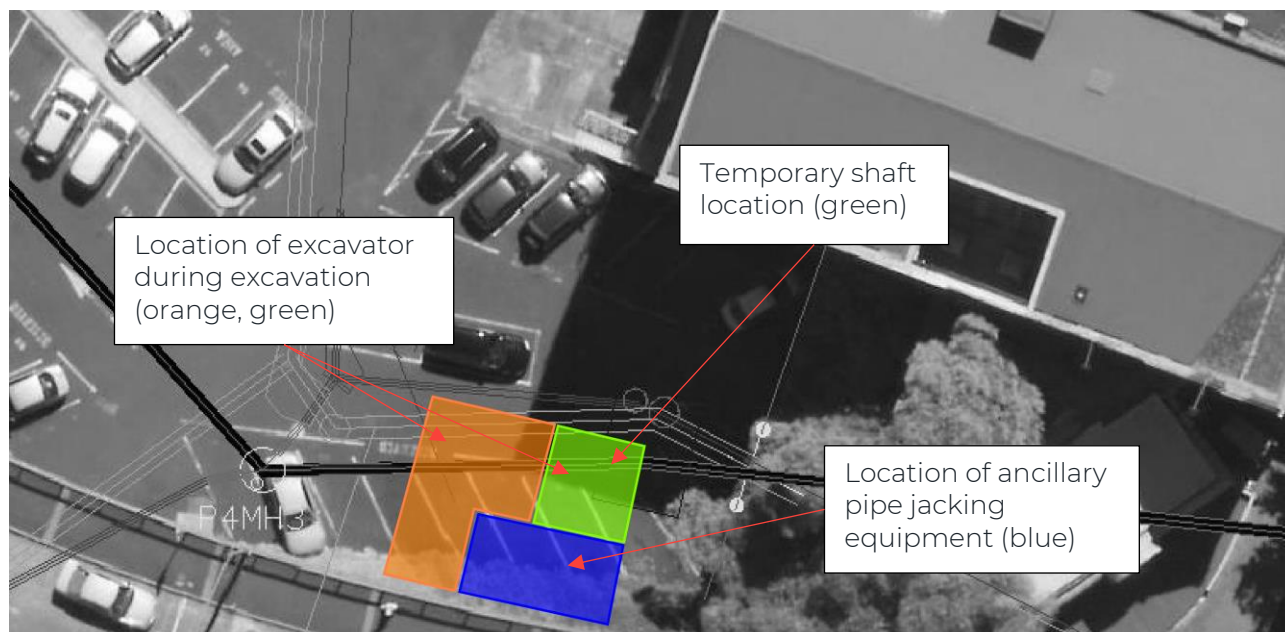 Temporary shaft
location (green)
Location of excavator
during excavation
(orange, green)
Location of ancillary
pipe jacking
equipment (blue)
P4MH3